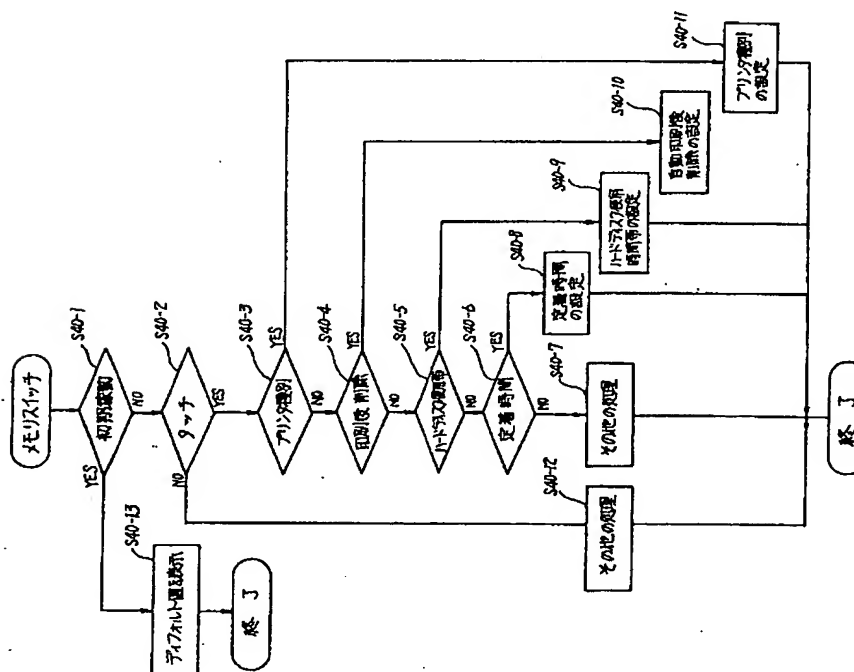 メモリスイッチ
S40-1
初期稼動
YES
NO
S40-13
ディフォルト値を表示
終 了
S40-2
タッチ
NO
YES
S40-3
プリンタ種別
YES
NO
S40-4
印刷後 削除
YES
NO
S40-5
ハードディスク使用時間帯
YES
NO
S40-6
定着時間
YES
NO
S40-7
その他の処理
S40-8
定着時間
の設定
S40-9
ハードディスク使用
時間帯の設定
S40-10
自動印刷後
削除の設定
S40-11
プリンタ種別
の設定
S40-12
その他の処理
終 了